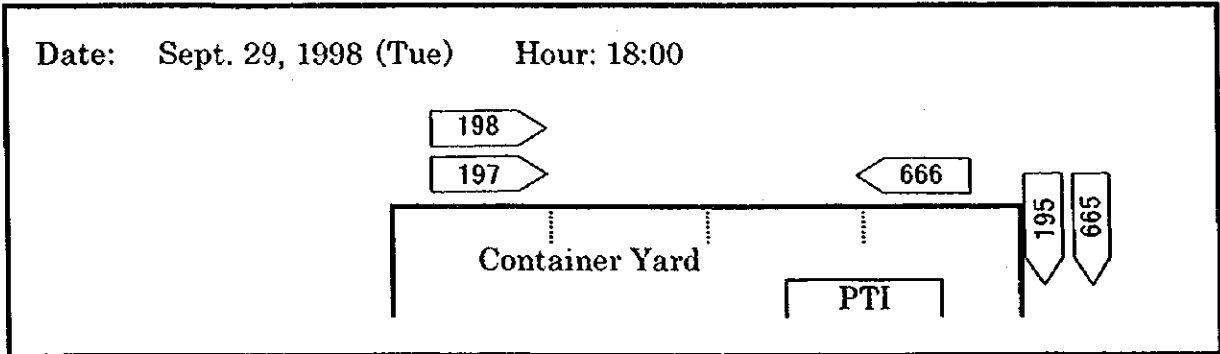 Date: Sept. 29, 1998 (Tue) Hour: 18:00
198
197
666
195
665
Container Yard
PTI